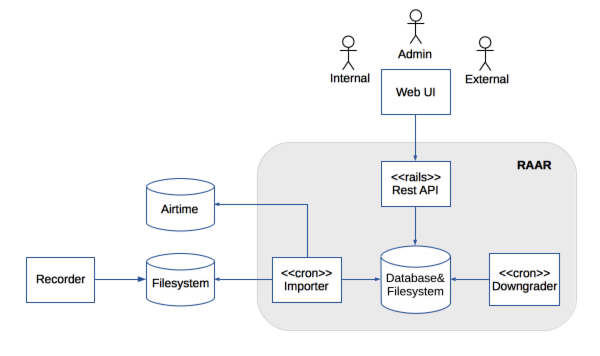 Admin
Internal
External
Web UI
RAAR
<<rails>>
Rest API
Airtime
Recorder
Filesystem
<<cron>>
Importer
Database&
Filesystem
<<cron>>
Downgrader